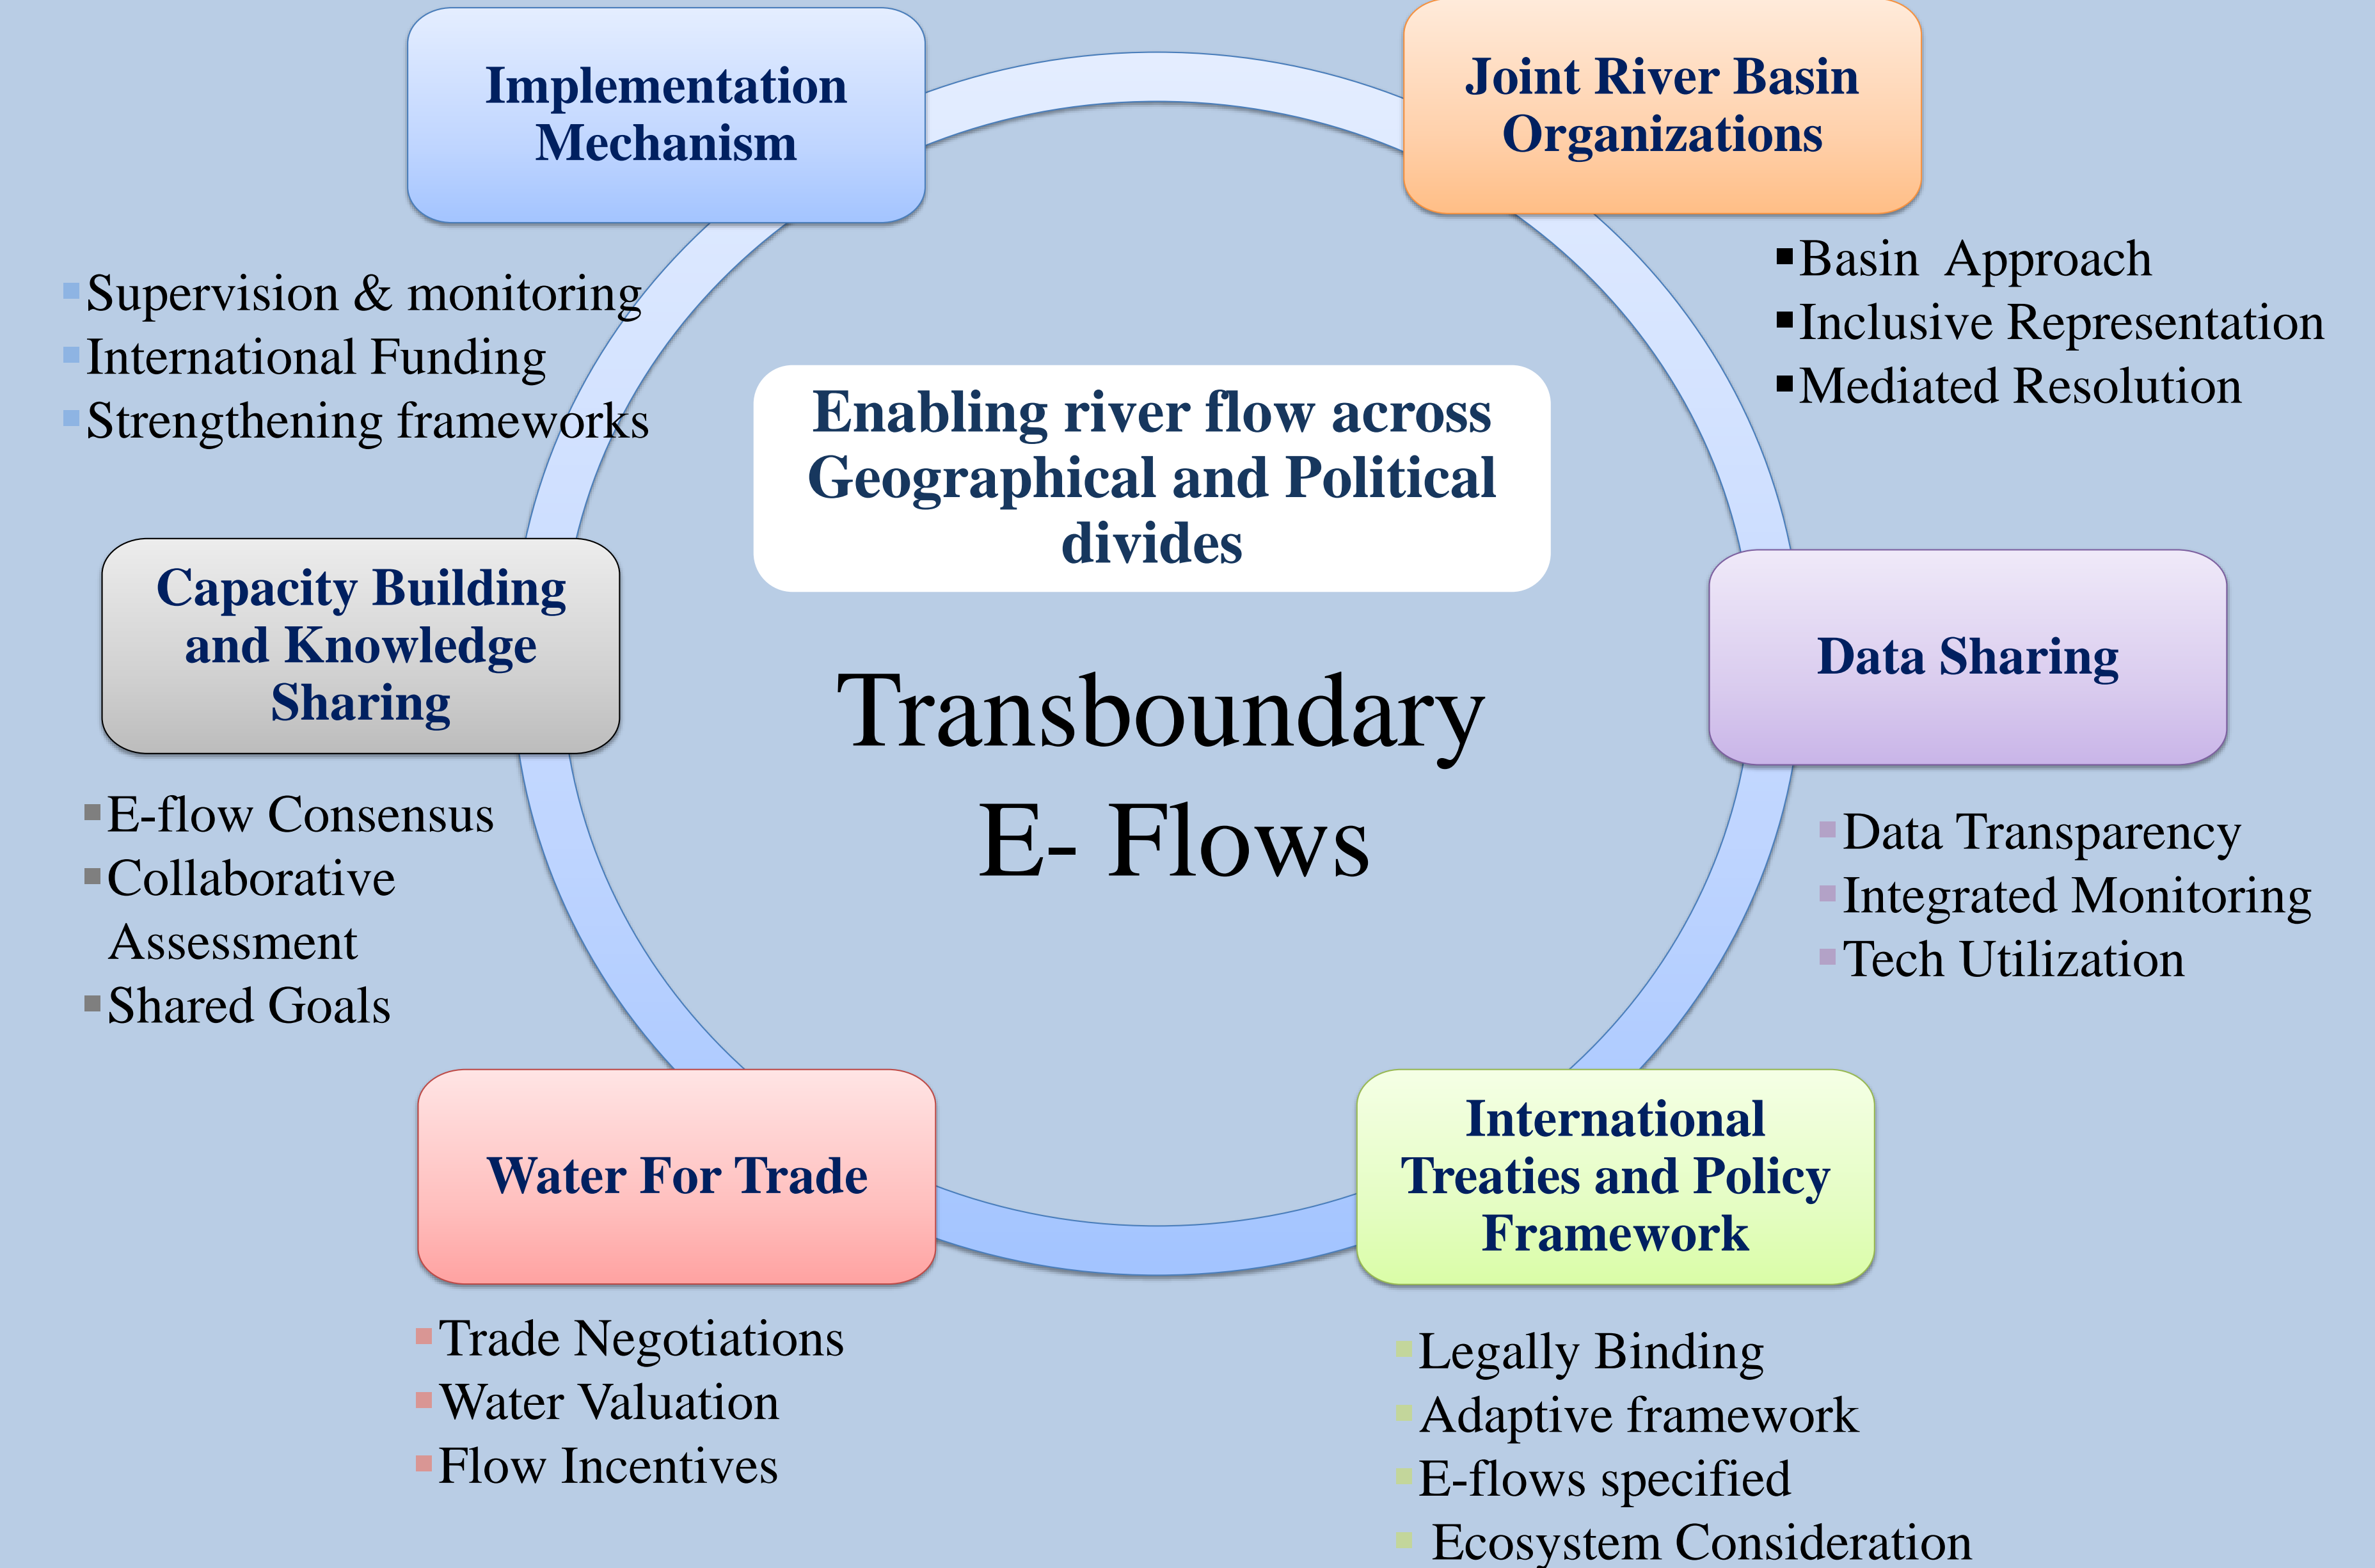 Implementation
Mechanism
▪Supervision & monitoring
▪International Funding
▪Strengthening frameworks
Joint River Basin
Organizations
▪Basin  Approach
▪Inclusive Representation
▪Mediated Resolution
Enabling river flow across
Geographical and Political
divides
Transboundary
E- Flows
Capacity Building
and Knowledge
Sharing
▪E-flow Consensus
▪Collaborative
Assessment
▪Shared Goals
Data Sharing
▪Data Transparency
▪Integrated Monitoring
▪Tech Utilization
Water For Trade
▪Trade Negotiations
▪Water Valuation
▪Flow Incentives
International
Treaties and Policy
Framework
▪Legally Binding
▪Adaptive framework
▪E-flows specified
▪ Ecosystem Consideration